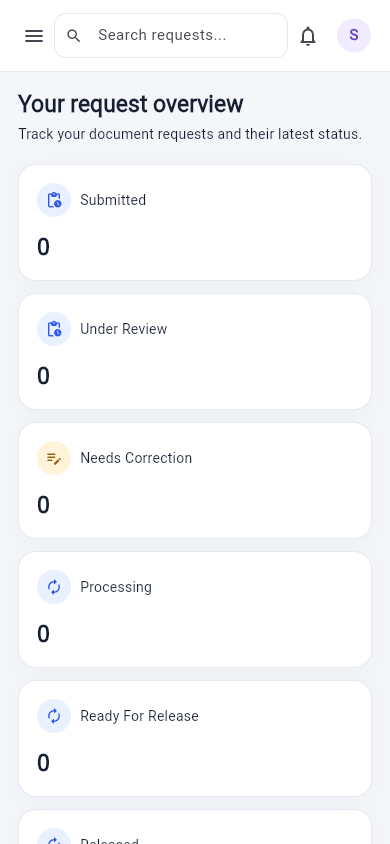 Search requests...
S
Your request overview
Track your document requests and their latest status.
Submitted
0
Under Review
0
Needs Correction
0
Processing
0
Ready For Release
0
Released